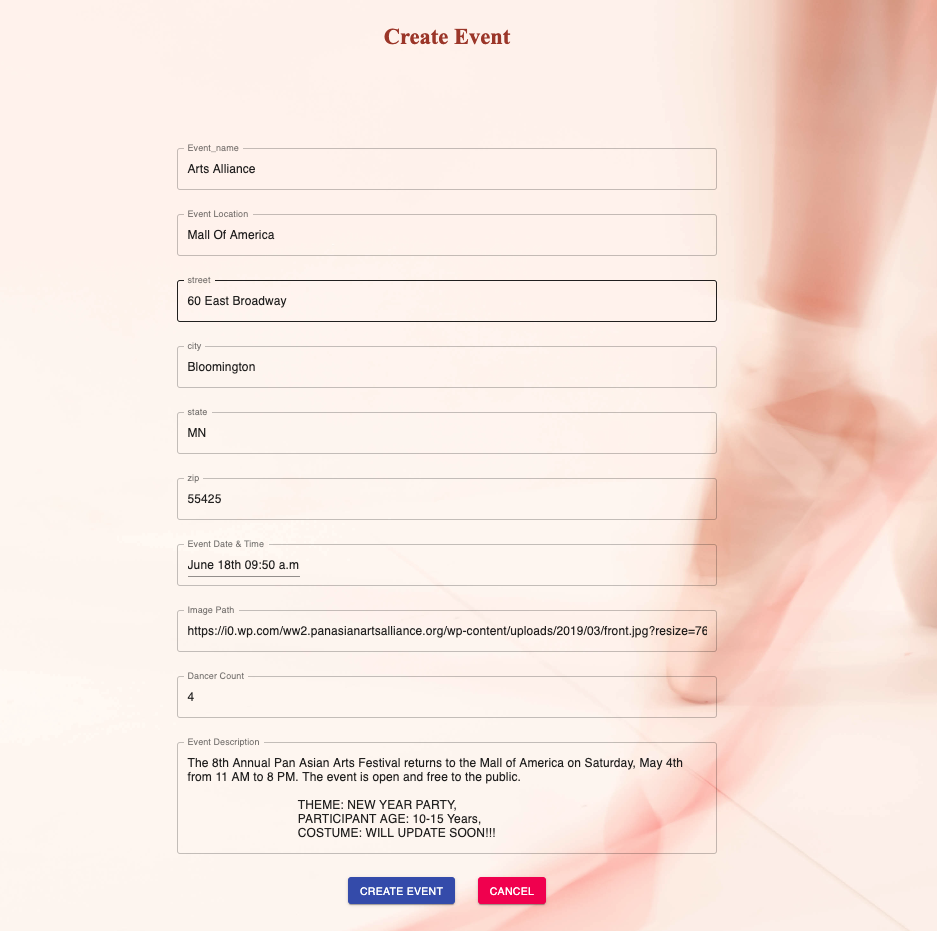 Create Event
Event_name
Arts Alliance
Event Location
Mall Of America
street
60 East Broadway
city
Bloomington
state
MN
zip
55425
Event Date & Time
June 18th 09:50 a.m
Image Path
https://i0.wp.com/ww2.panasianartsalliance.org/wp-content/uploads/2019/03/front.jpg?resize=76
Dancer Count
4
Event Description
The 8th Annual Pan Asian Arts Festival returns to the Mall of America on Saturday, May 4th
from 11 AM to 8 PM. The event is open and free to the public.
THEME: NEW YEAR PARTY,
PARTICIPANT AGE: 10-15 Years,
COSTUME: WILL UPDATE SOON!!!
CREATE EVENT CANCEL